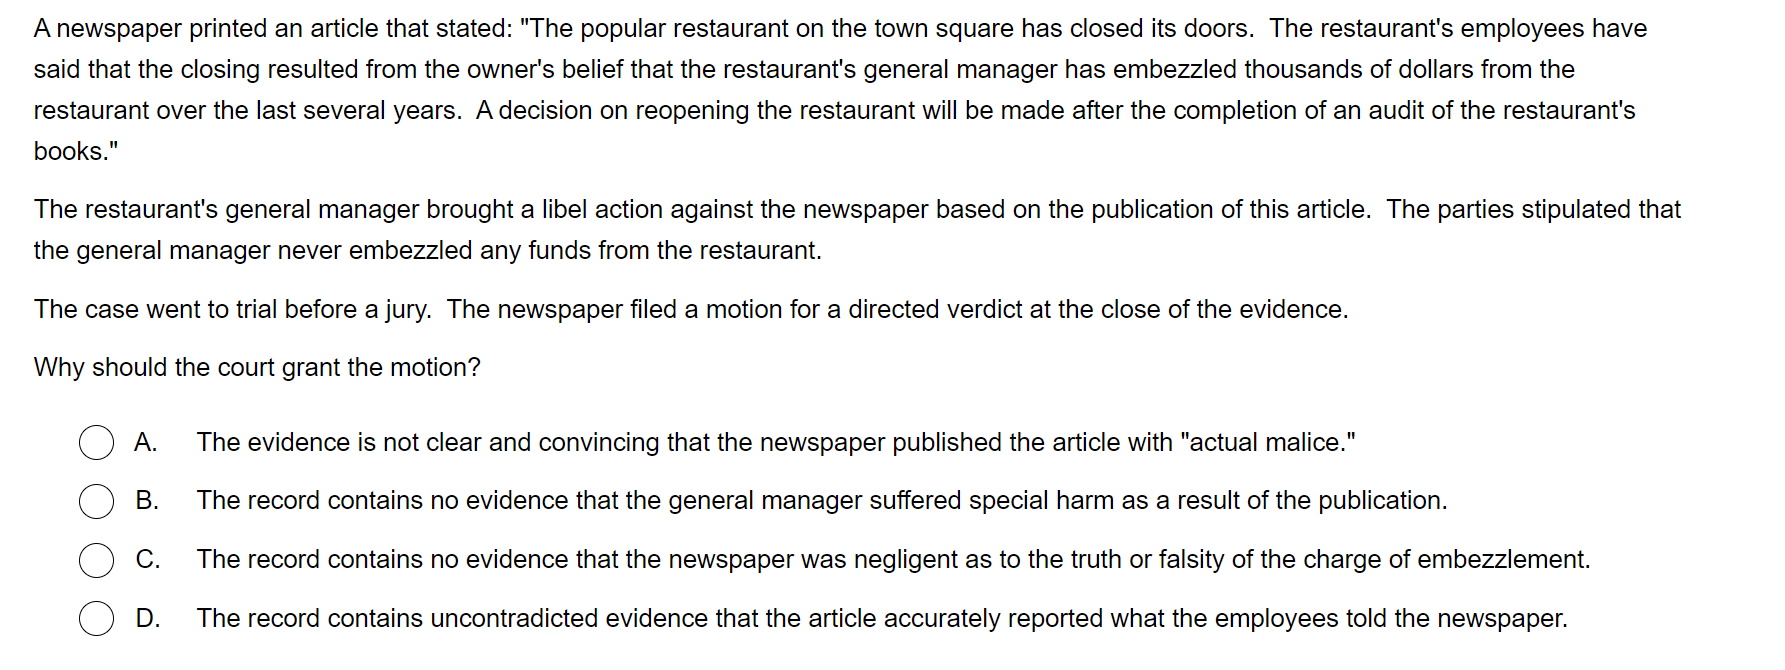 A newspaper printed an article that stated: "The popular restaurant on the town square has closed its doors.  The restaurant's employees have
said that the closing resulted from the owner's belief that the restaurant's general manager has embezzled thousands of dollars from the
restaurant over the last several years.  A decision on reopening the restaurant will be made after the completion of an audit of the restaurant's
books."
The restaurant's general manager brought a libel action against the newspaper based on the publication of this article.  The parties stipulated that
the general manager never embezzled any funds from the restaurant.
The case went to trial before a jury.  The newspaper filed a motion for a directed verdict at the close of the evidence.
Why should the court grant the motion?
A. The evidence is not clear and convincing that the newspaper published the article with "actual malice."
B. The record contains no evidence that the general manager suffered special harm as a result of the publication.
C. The record contains no evidence that the newspaper was negligent as to the truth or falsity of the charge of embezzlement.
D. The record contains uncontradicted evidence that the article accurately reported what the employees told the newspaper.